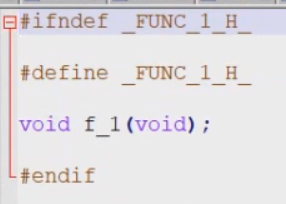 #ifndef _FUNC_1_H_
#define _FUNC_1_H_
void f_1(void);
#endif